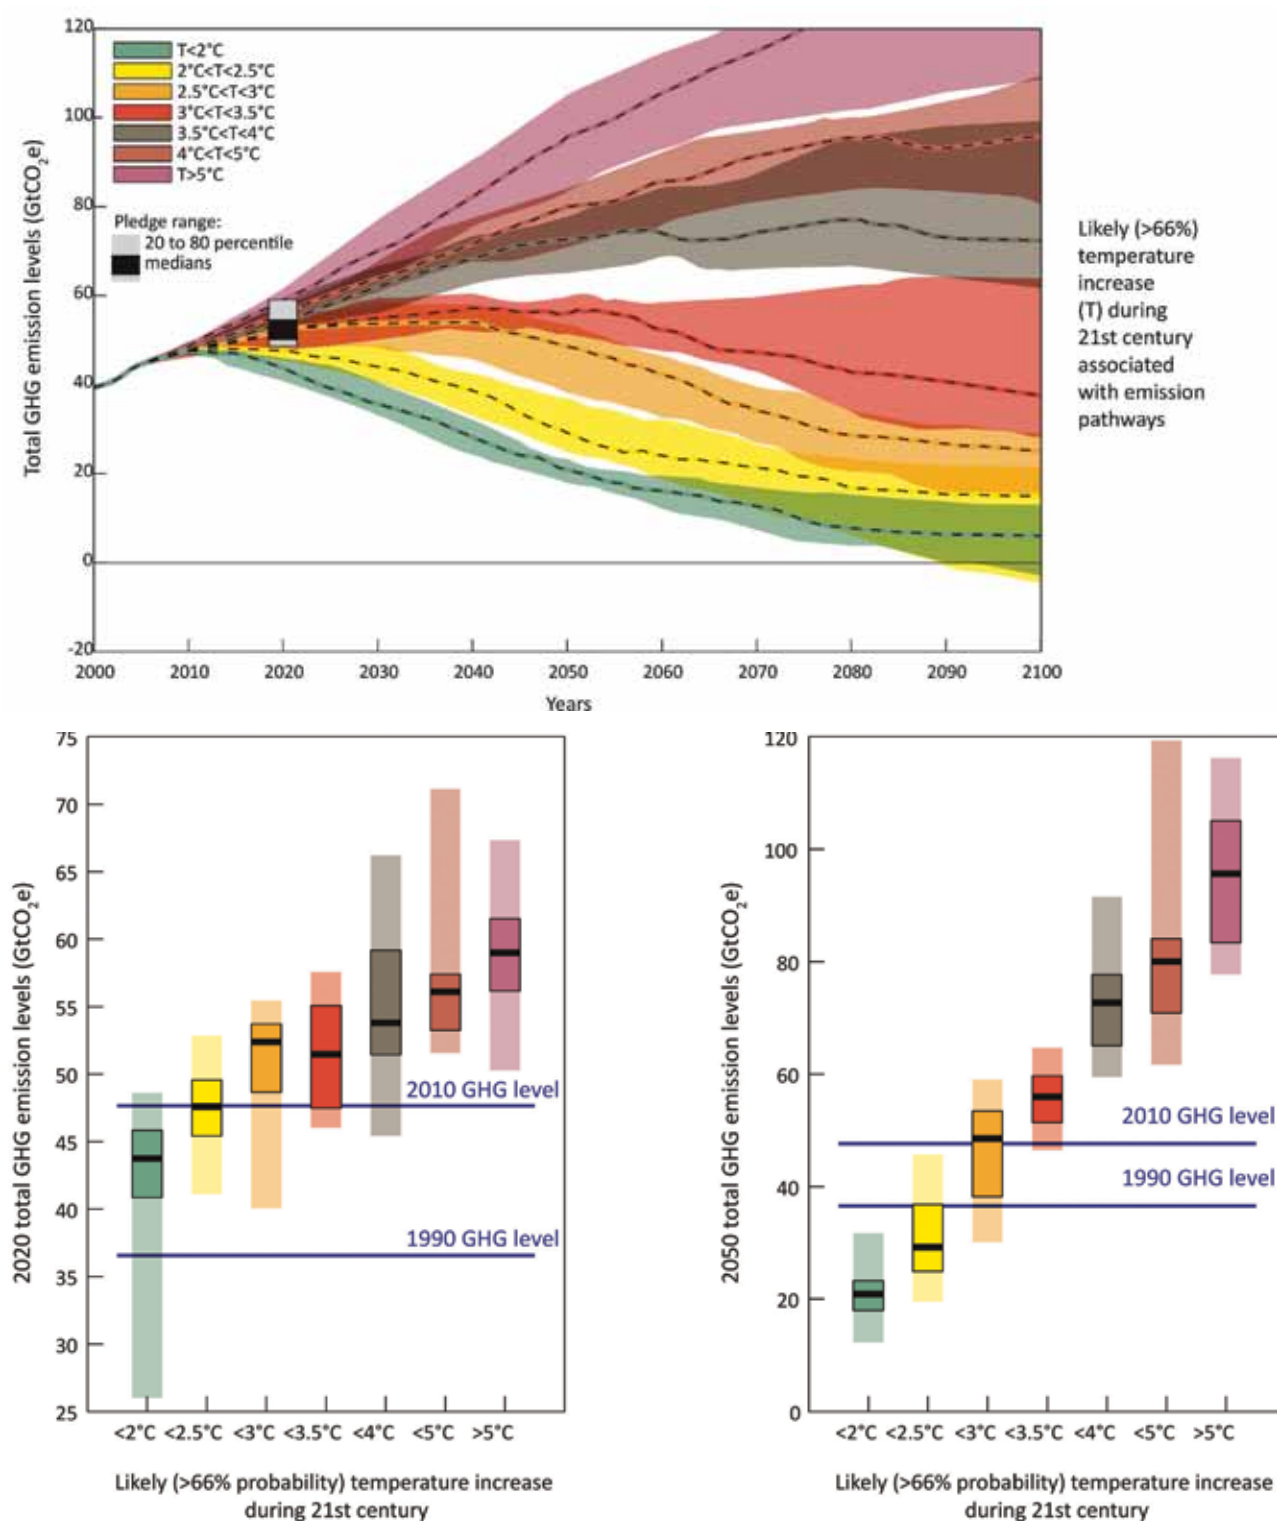 120
100
80
60
40
20
0
-20
Total GHG emission levels (GtCO2e)
T<2°C
2°C<T<2.5°C
2.5°C<T<3°C
3°C<T<3.5°C
3.5°C<T<4°C
4°C<T<5°C
T>5°C
Pledge range:
20 to 80 percentile
medians
2000 2010 2020 2030 2040 2050 2060 2070 2080 2090 2100
Years
Likely (>66%)
temperature
increase
(T) during
21st century
associated
with emission
pathways
75
70
65
60
55
50
45
40
35
30
25
2020 total GHG emission levels (GtCO2e)
2010 GHG level
1990 GHG level
<2°C <2.5°C <3°C <3.5°C <4°C <5°C >5°C
Likely (>66% probability) temperature increase
during 21st century
120
100
80
60
40
20
0
2050 total GHG emission levels (GtCO2e)
2010 GHG level
1990 GHG level
<2°C <2.5°C <3°C <3.5°C <4°C <5°C >5°C
Likely (>66% probability) temperature increase
during 21st century